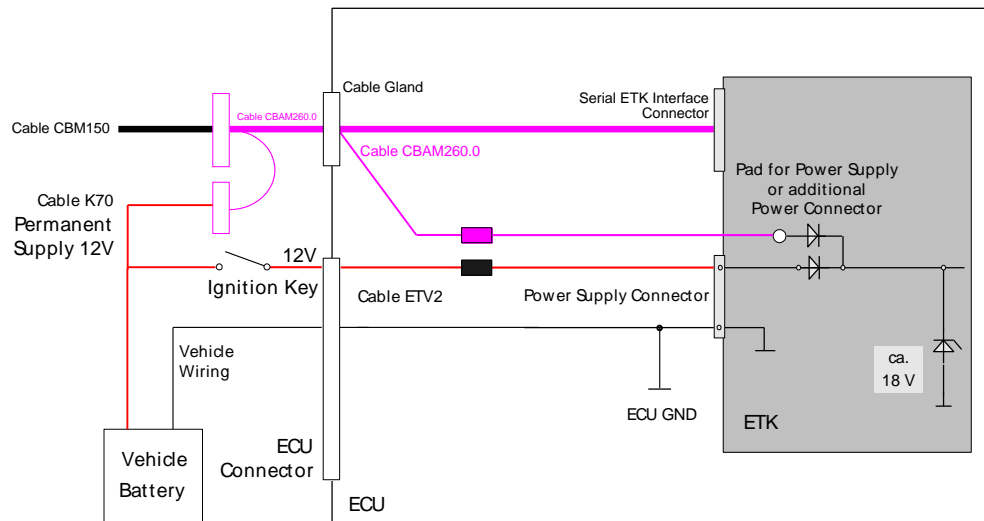 Cable Gland
Serial ETK Interface
Connector
Cable CBM150
Cable CBAM260.0
Cable CBAM260.0
Pad for Power Supply
or additional
Power Connector
Cable K70
Permanent
Supply 12V
12V
Ignition Key
Cable ETV2
Power Supply Connector
Vehicle
Wiring
ca.
18 V
ECU GND
ETK
ECU
Connector
Vehicle
Battery
ECU